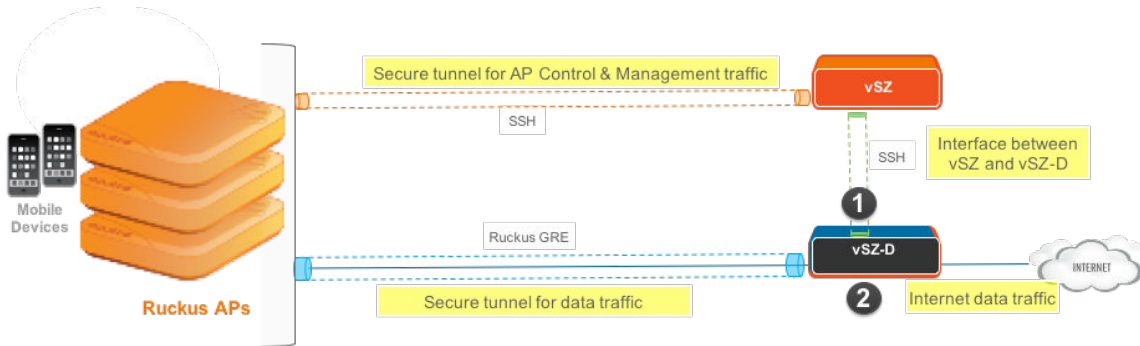 Secure tunnel for AP Control & Management traffic
vSZ
SSH
SSH
Interface between
vSZ and vSZ-D
Mobile
Devices
1
Ruckus GRE
vSZ-D
INTERNET
2
Secure tunnel for data traffic
Internet data traffic
Ruckus APs